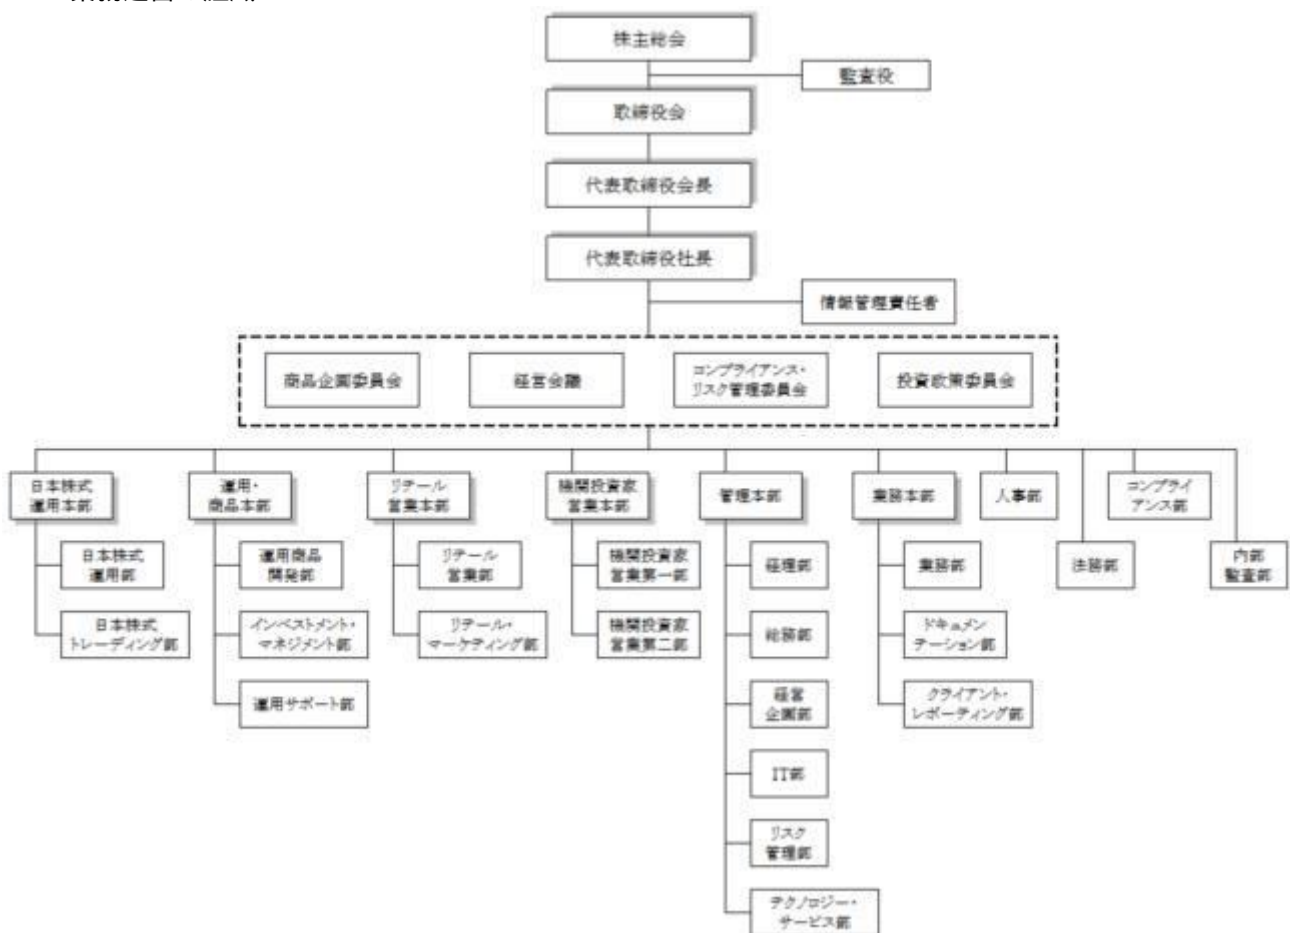 株主総会
監査役
取締役会
代表取締役会長
代表取締役社長
情報管理責任者
商品企画委員会
経営会議
コンプライアンス・
リスク管理委員会
投資政策委員会
日本株式
運用本部
運用・
商品本部
リテール
営業本部
機関投資家
営業本部
管理本部
業務本部
人事部
コンプライ
アンス部
日本株式
運用部
運用商品
開発部
リテール
営業部
機関投資家
営業第一部
経理部
業務部
法務部
内部
監査部
日本株式
トレーディング部
インベストメント・
マネジメント部
リテール・
マーケティング部
機関投資家
営業第二部
総務部
ドキュメン
テーション部
運用サポート部
経営
企画部
クライアント・
レポーティング部
IT部
リスク
管理部
テクノロジー・
サービス部